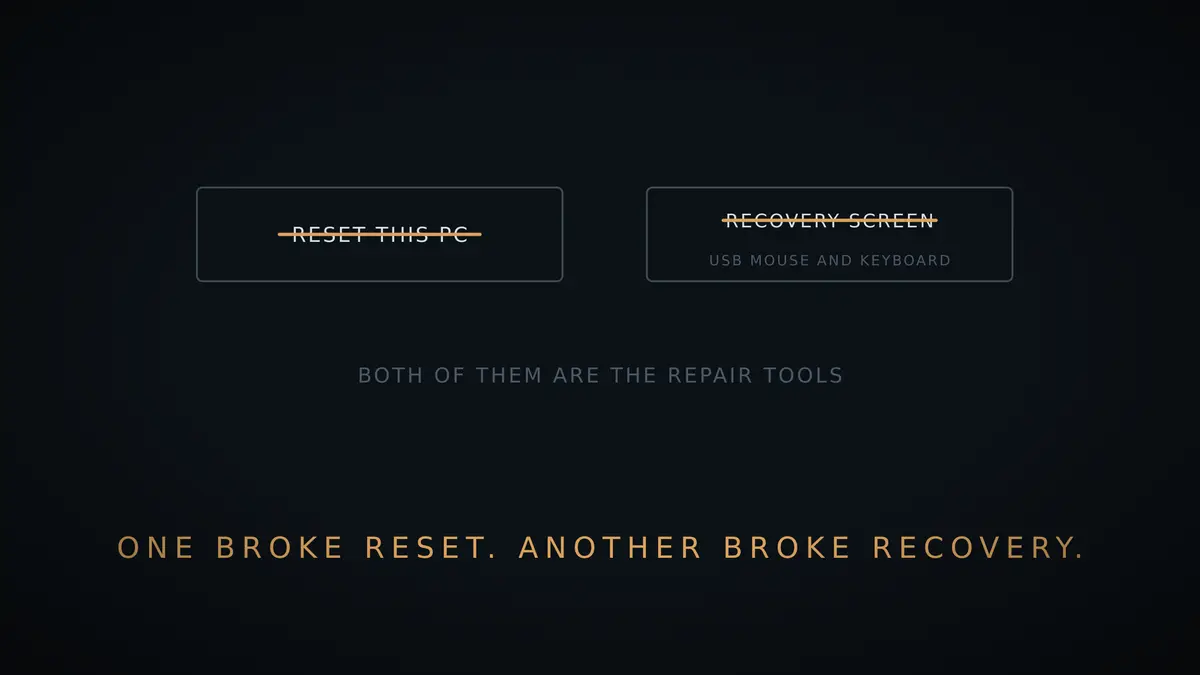 RESET THIS PC
RECOVERY SCREEN
USB MOUSE AND KEYBOARD
BOTH OF THEM ARE THE REPAIR TOOLS
ONE BROKE RESET. ANOTHER BROKE RECOVERY.